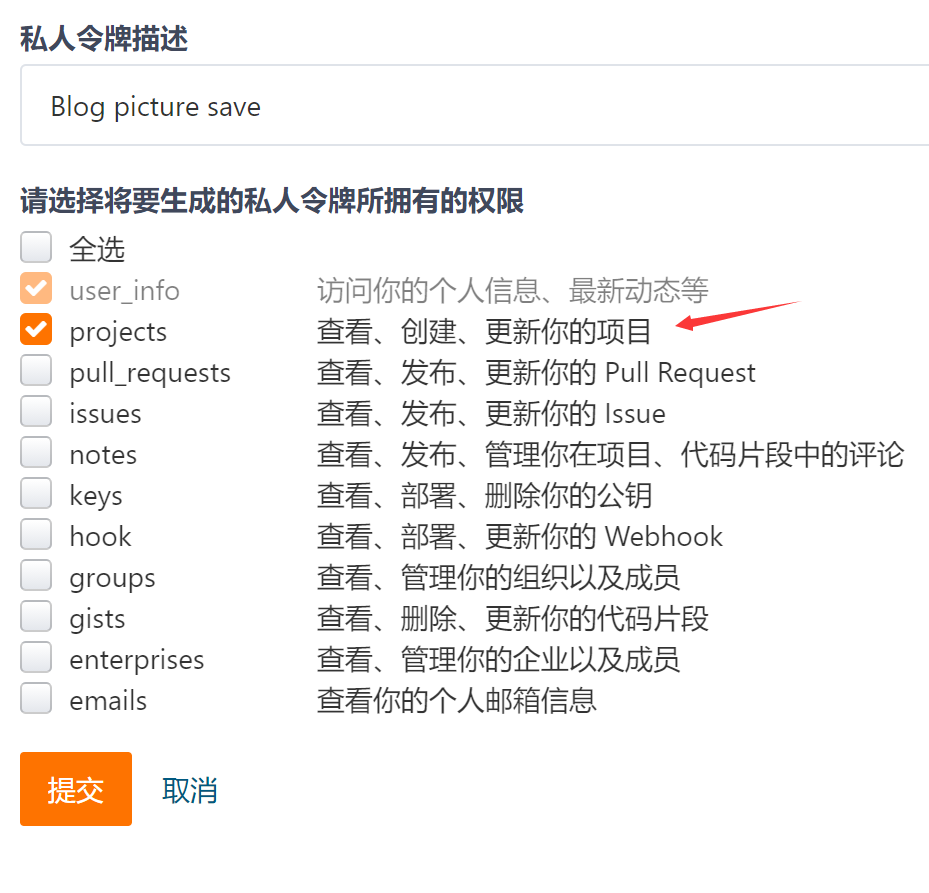 私人令牌描述
Blog picture save
请选择将要生成的私人令牌所拥有的权限
全选
user_info 访问你的个人信息、最新动态等
projects 查看、创建、更新你的项目
pull_requests 查看、发布、更新你的 Pull Request
issues 查看、发布、更新你的 Issue
notes 查看、发布、管理你在项目、代码片段中的评论
keys 查看、部署、删除你的公钥
hook 查看、部署、更新你的 Webhook
groups 查看、管理你的组织以及成员
gists 查看、删除、更新你的代码片段
enterprises 查看、管理你的企业以及成员
emails 查看你的个人邮箱信息
提交 取消